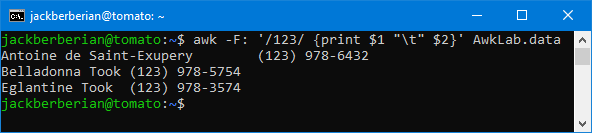 jackberberian@tomato: ~
jackberberian@tomato:~$ awk -F: '/123/ {print $1 "\t" $2}' AwkLab.data
Antoine de Saint-Exupery        (123) 978-6432
Belladonna Took (123) 978-5754
Eglantine Took  (123) 978-3574
jackberberian@tomato:~$